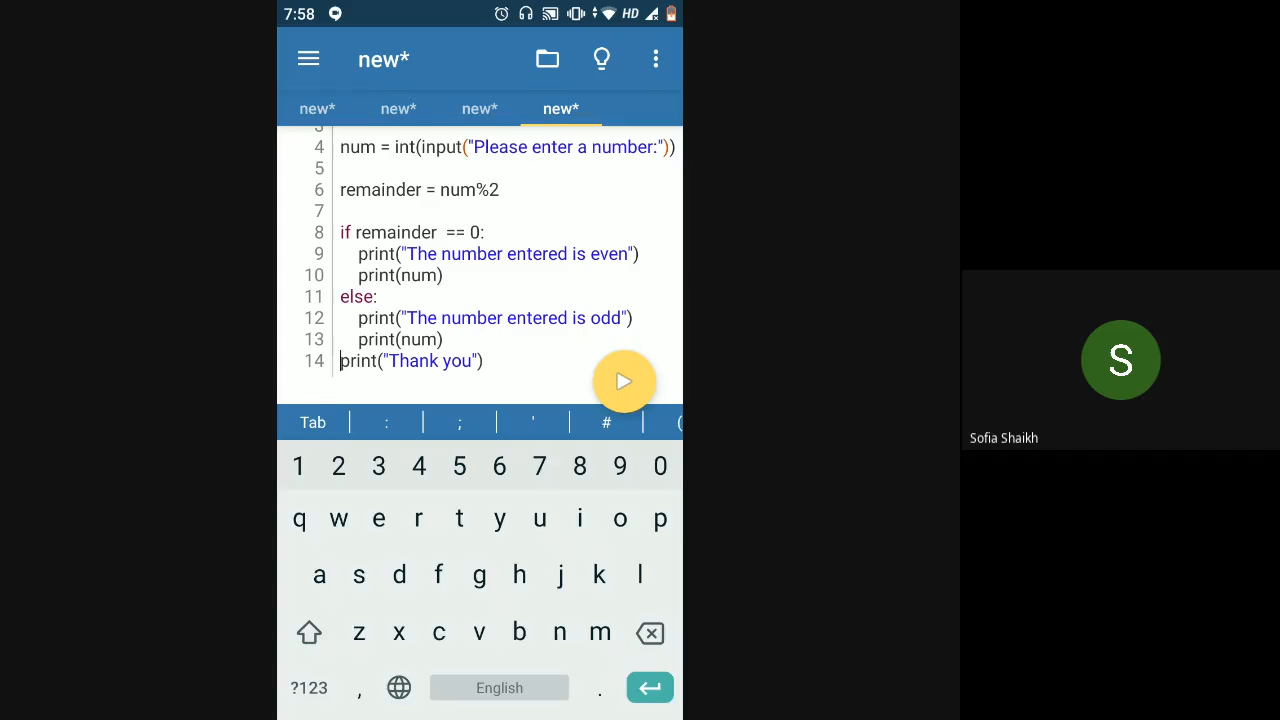 7:58 HD
new*
new* new* new* new*
3
4 num = int(input("Please enter a number:"))
5
6 remainder = num%2
7
8 if remainder  == 0:
9     print("The number entered is even")
10     print(num)
11 else:
12     print("The number entered is odd")
13     print(num)
14 print("Thank you")
Tab : ; ' # (
1 2 3 4 5 6 7 8 9 0
q w e r t y u i o p
a s d f g h j k l
z x c v b n m
?123 , English .
S
Sofia Shaikh